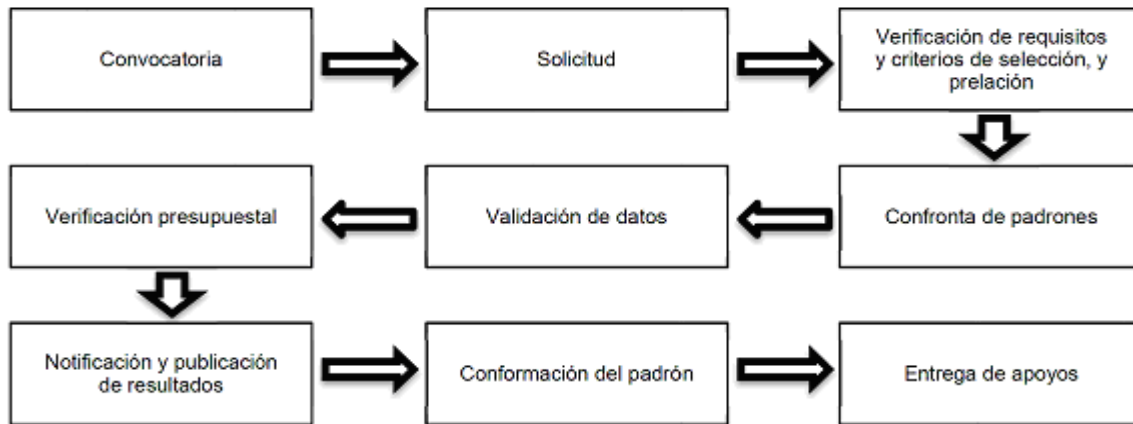 Convocatoria
Solicitud
Verificación de requisitos
y criterios de selección, y
prelación
Confronta de padrones
Validación de datos
Verificación presupuestal
Notificación y publicación
de resultados
Conformación del padrón
Entrega de apoyos